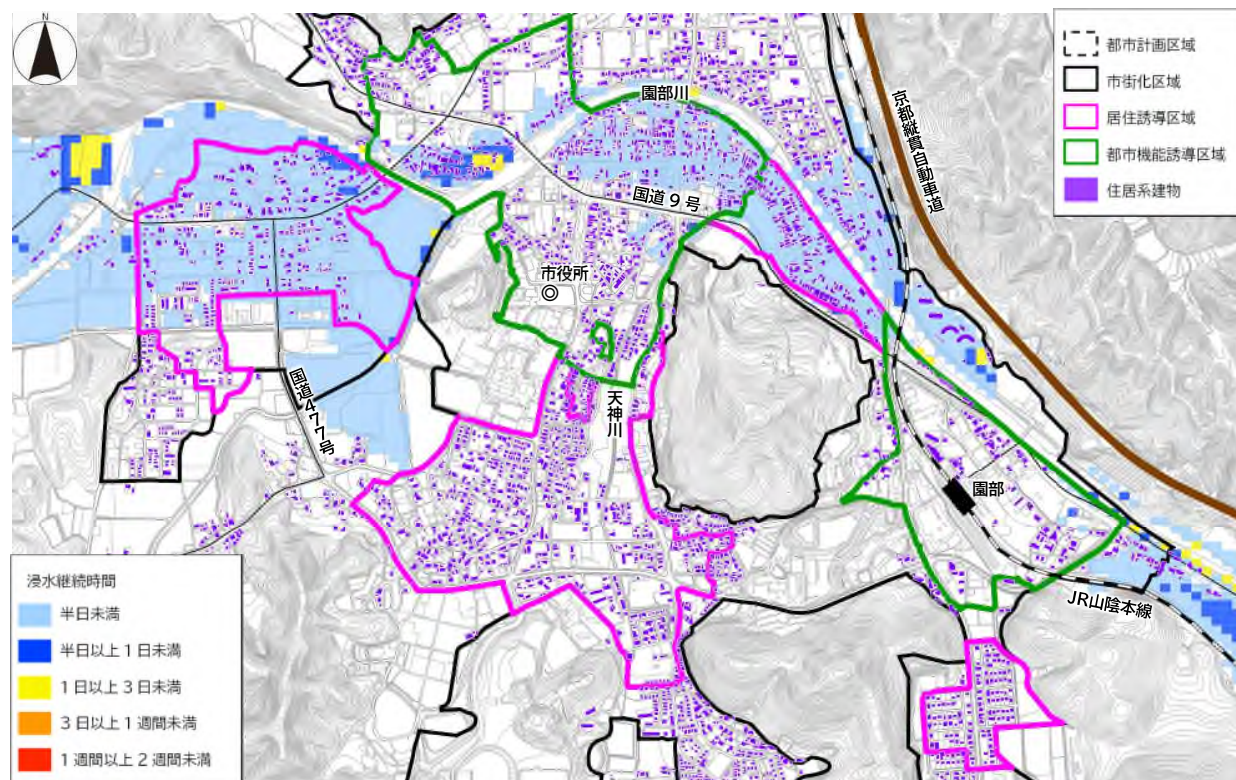 N
都市計画区域
市街化区域
居住誘導区域
都市機能誘導区域
住居系建物
園部川
京都縦貫自動車道
国道9号
市役所
国道477号
天神川
園部
JR山陰本線
浸水継続時間
半日未満
半日以上1日未満
1日以上3日未満
3日以上1週間未満
1週間以上2週間未満